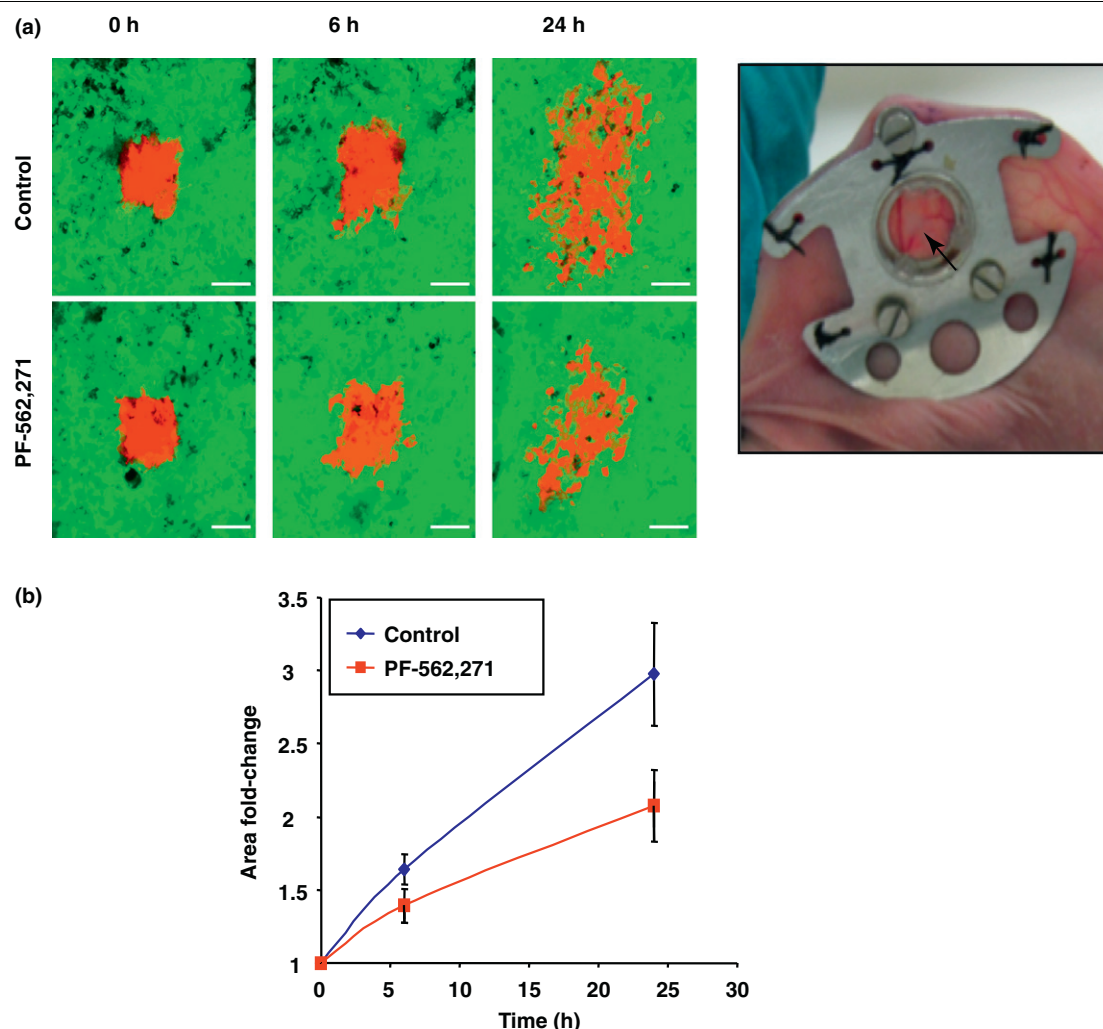 (a)
0 h
6 h
24 h
Control
PF-562,271
(b)
3.5
3
2.5
2
1.5
1
Area fold-change
Control
PF-562,271
0
5
10
15
20
25
30
Time (h)